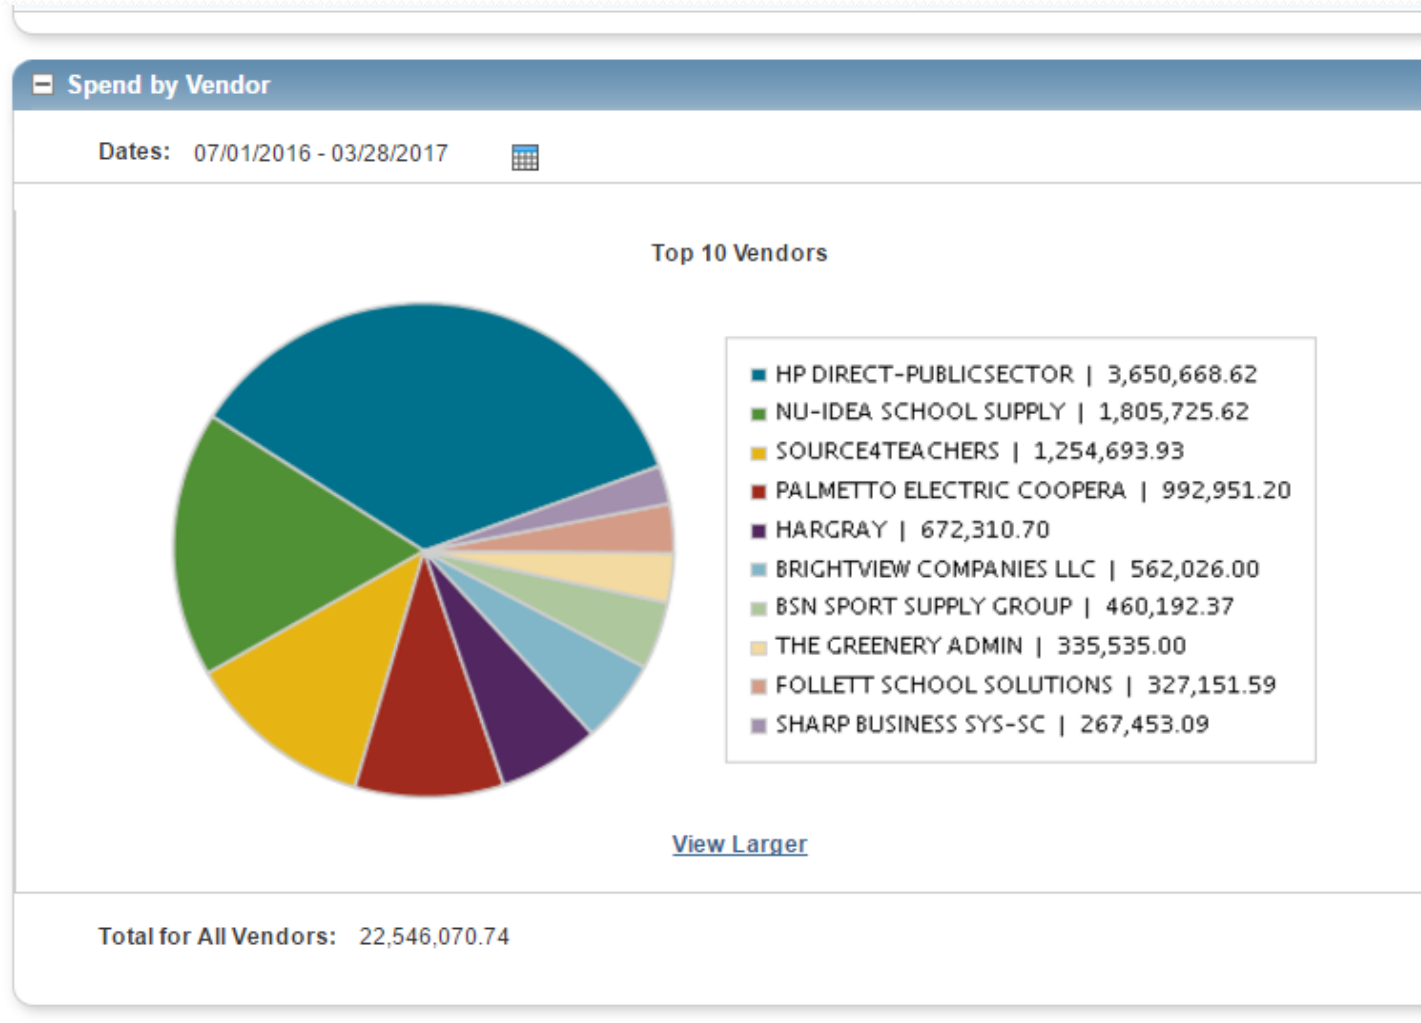 Spend by Vendor
Dates: 07/01/2016 - 03/28/2017
Top 10 Vendors
HP DIRECT-PUBLICSECTOR | 3,650,668.62
NU-IDEA SCHOOL SUPPLY | 1,805,725.62
SOURCE4TEACHERS | 1,254,693.93
PALMETTO ELECTRIC COOPERA | 992,951.20
HARGRAY | 672,310.70
BRIGHTVIEW COMPANIES LLC | 562,026.00
BSN SPORT SUPPLY GROUP | 460,192.37
THE GREENERY ADMIN | 335,535.00
FOLLETT SCHOOL SOLUTIONS | 327,151.59
SHARP BUSINESS SYS-SC | 267,453.09
View Larger
Total for All Vendors: 22,546,070.74